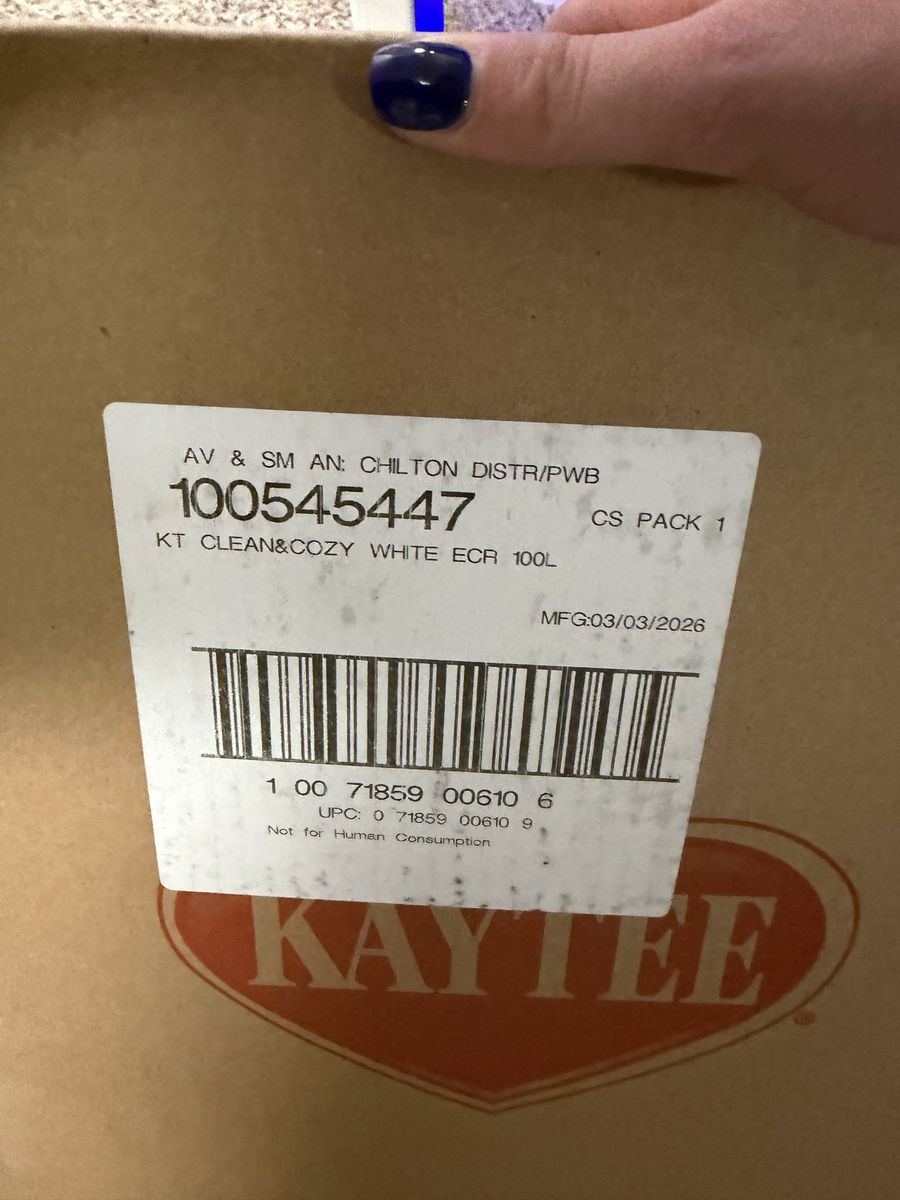 AV & SM AN: CHILTON DISTR/PWB
100545447
CS PACK 1
KT CLEAN&COZY WHITE ECR 100L
MFG:03/03/2026
1 00 71859 00610 6
UPC: 0 71859 00610 9
Not for Human Consumption
KAYTEE
®